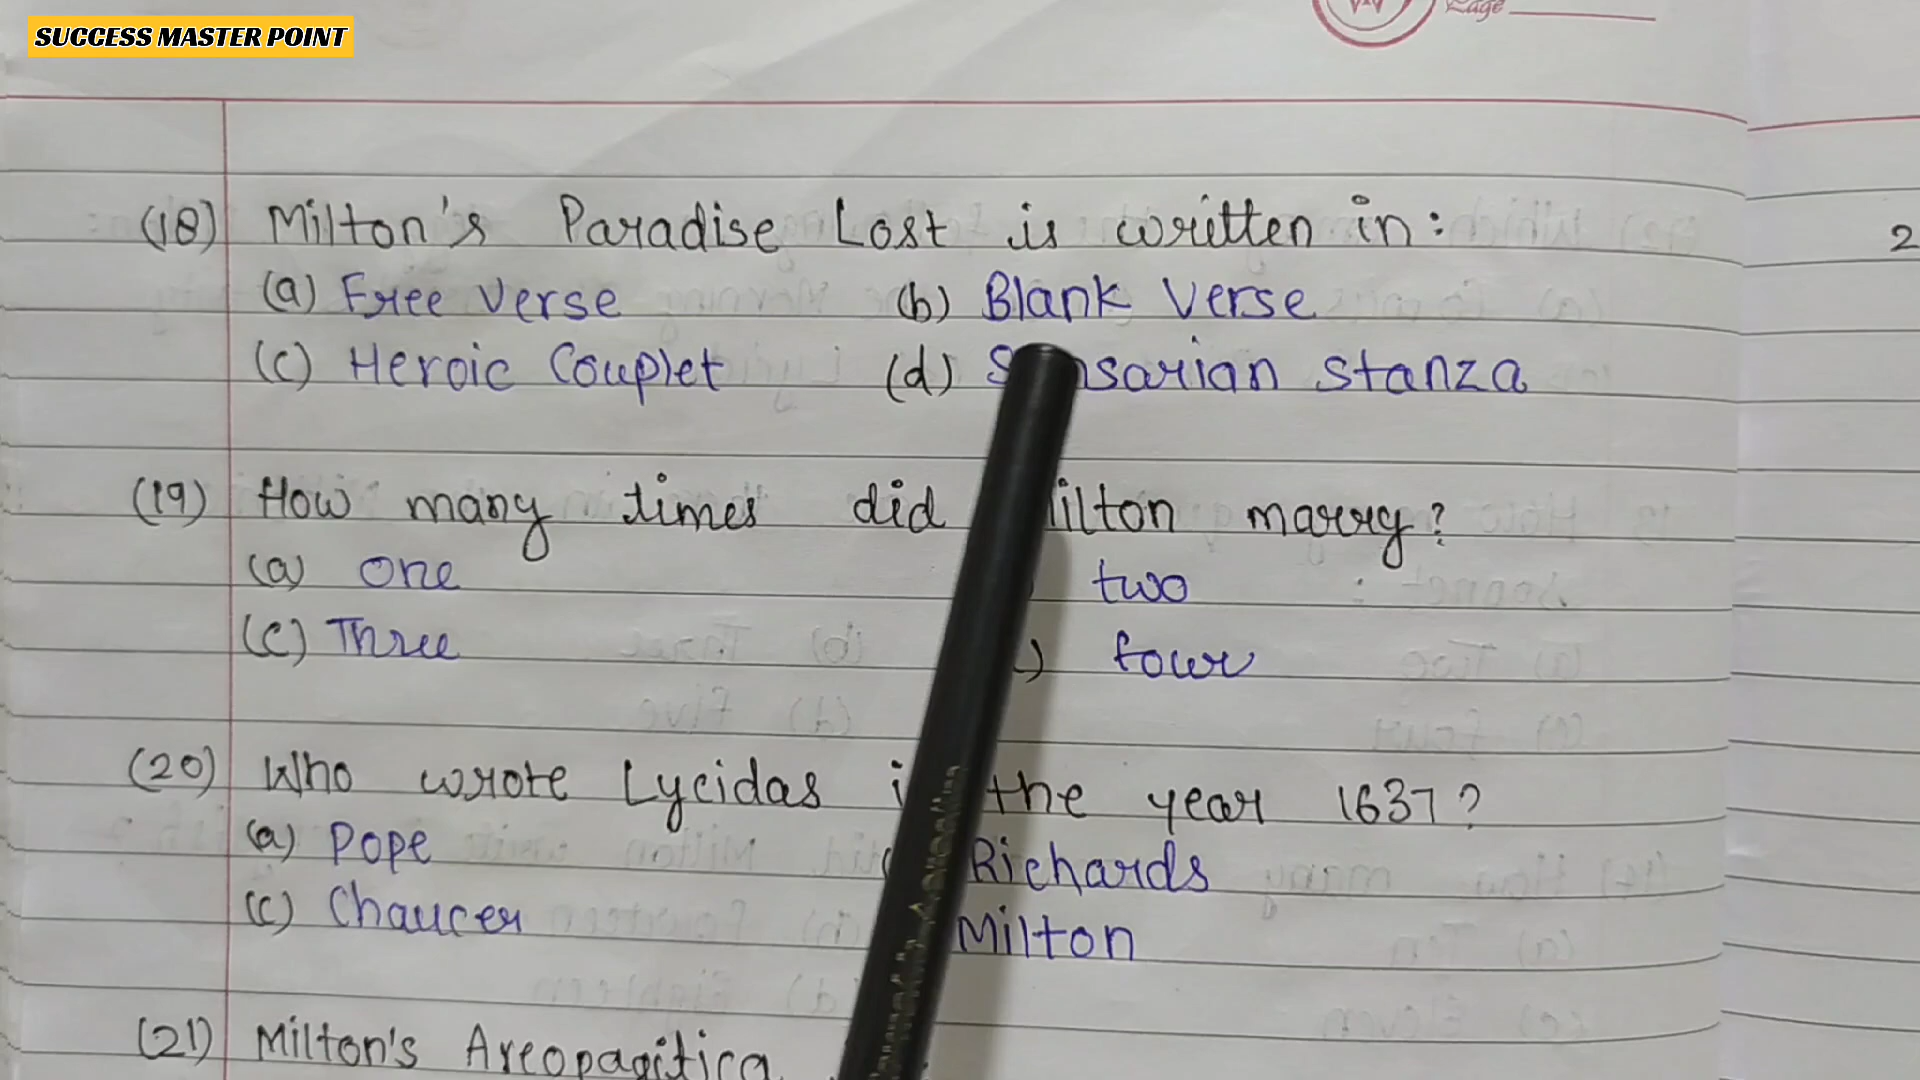 SUCCESS MASTER POINT
Page
(18) Milton's Paradise Lost is written in:
(a) Free Verse (b) Blank Verse
(c) Heroic Couplet (d) stanza
2
(19) How many times did marry?
(a) One two
(c) Three four
(20) Who wrote Lycidas the year 1637?
(a) Pope Richards
(c) Chaucer Milton
(21) Milton's Areopagitica